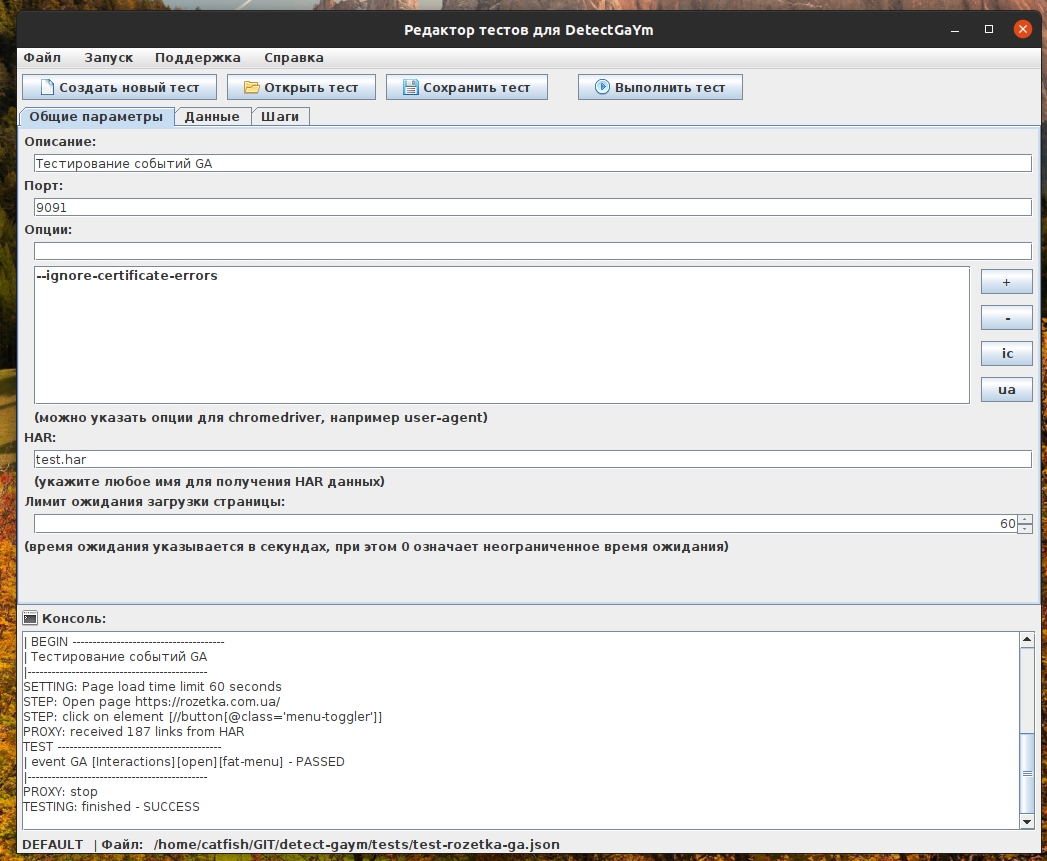 Редактор тестов для DetectGaYm
Файл Запуск Поддержка Справка
Создать новый тест Открыть тест Сохранить тест Выполнить тест
Общие параметры Данные Шаги
Описание:
Тестирование событий GA
Порт:
9091
Опции:
--ignore-certificate-errors
+
-
ic
ua
(можно указать опции для chromedriver, например user-agent)
HAR:
test.har
(укажите любое имя для получения HAR данных)
Лимит ожидания загрузки страницы:
60
(время ожидания указывается в секундах, при этом 0 означает неограниченное время ожидания)
Консоль:
| BEGIN --------------------------------------
| Тестирование событий GA
|---------------------------------------------
SETTING: Page load time limit 60 seconds
STEP: Open page https://rozetka.com.ua/
STEP: click on element [//button[@class='menu-toggler']]
PROXY: received 187 links from HAR
TEST -----------------------------------------
| event GA [Interactions][open][fat-menu] - PASSED
|---------------------------------------------
PROXY: stop
TESTING: finished - SUCCESS
DEFAULT | Файл: /home/catfish/GIT/detect-gaym/tests/test-rozetka-ga.json